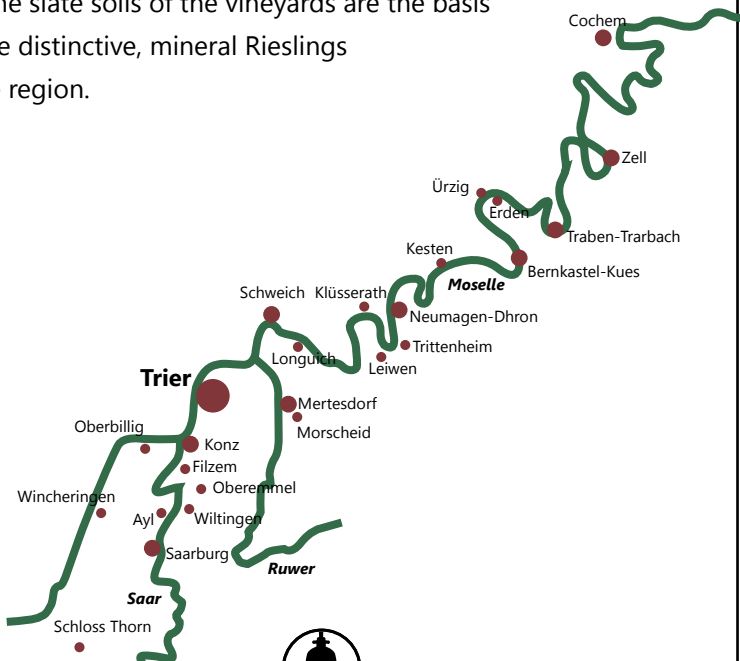 he slate soils of the vineyards are the basis
e distinctive, mineral Rieslings
region.
Cochem
Zell
Ürzig
Erden
Traben-Trarbach
Kesten
Bernkastel-Kues
Moselle
Schweich
Klüsserath
Neumagen-Dhron
Longuich
Trittenheim
Leiwen
Trier
Mertesdorf
Morscheid
Oberbillig
Konz
Filzem
Oberemmel
Wincheringen
Ayl
Wiltingen
Saarburg
Ruwer
Saar
Schloss Thorn